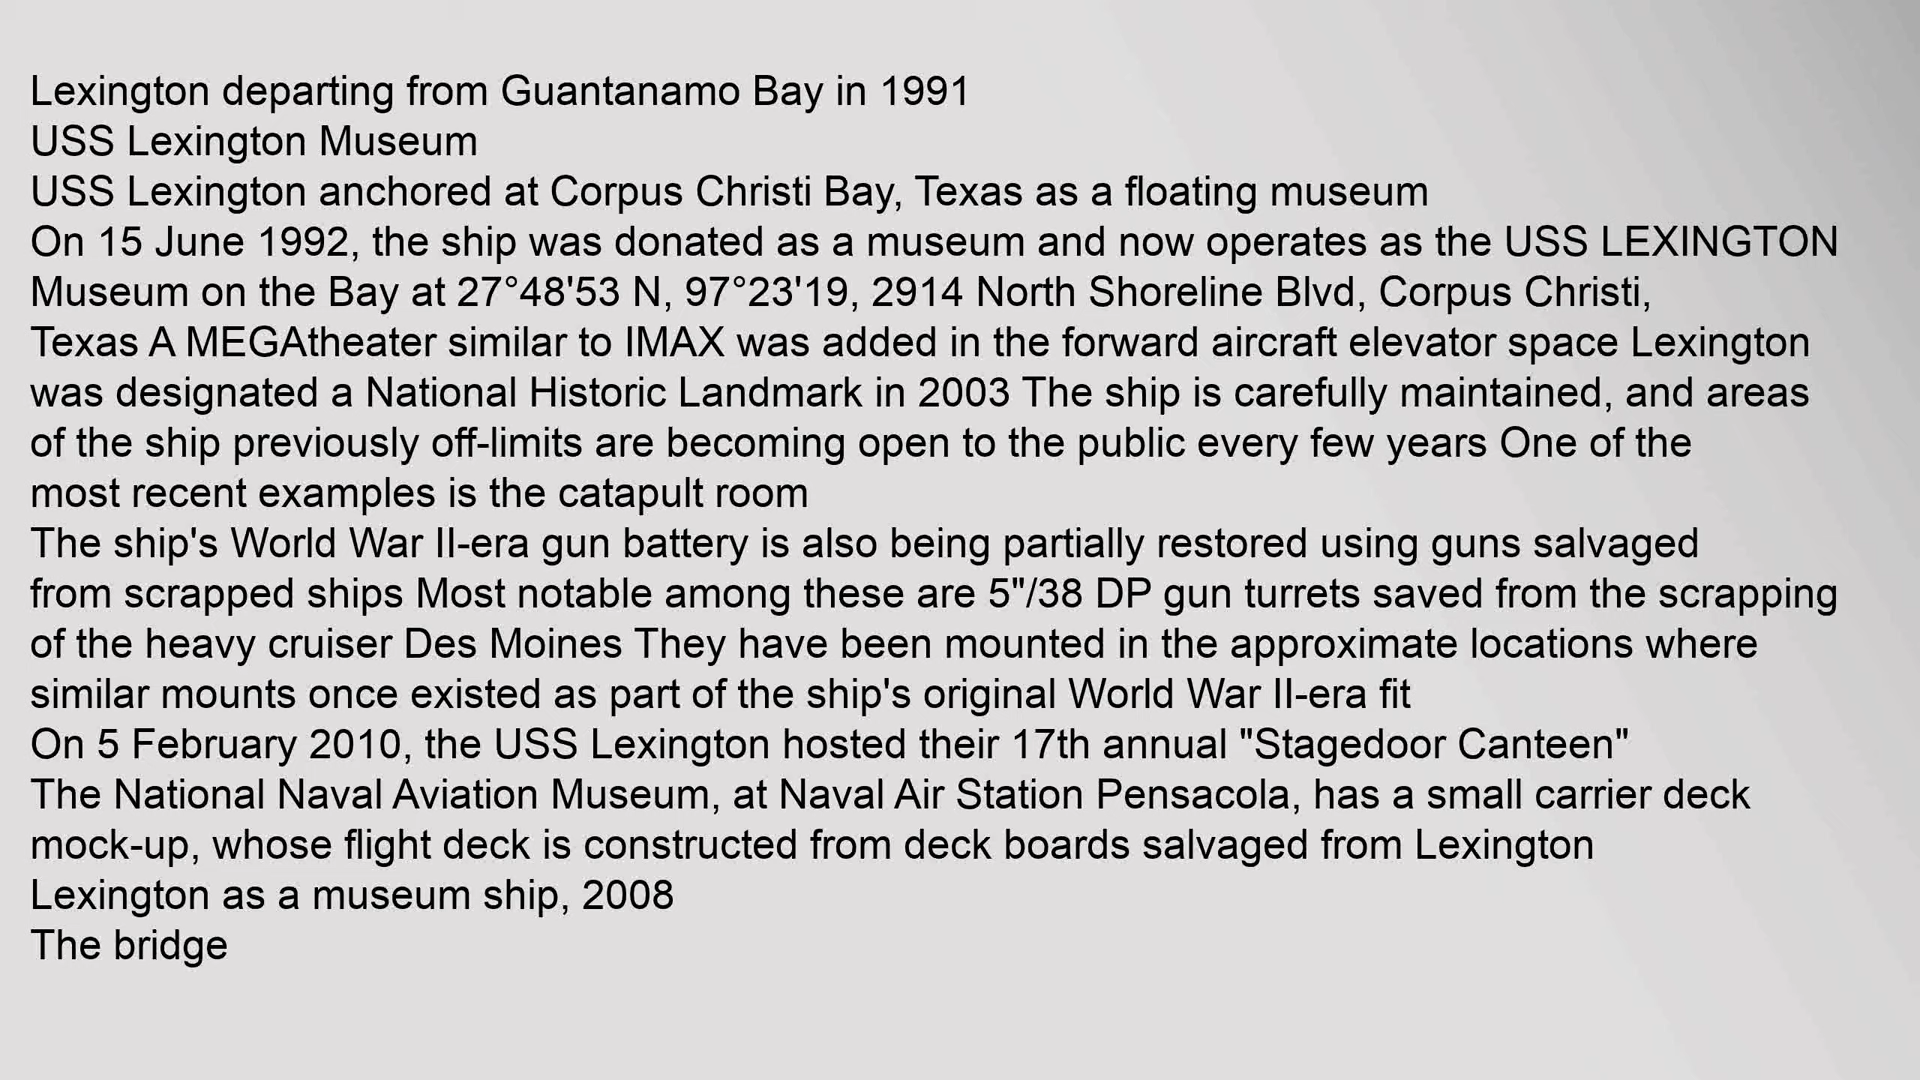 Lexington departing from Guantanamo Bay in 1991
USS Lexington Museum
USS Lexington anchored at Corpus Christi Bay, Texas as a floating museum
On 15 June 1992, the ship was donated as a museum and now operates as the USS LEXINGTON
Museum on the Bay at 27°48'53 N, 97°23'19, 2914 North Shoreline Blvd, Corpus Christi,
Texas A MEGAtheater similar to IMAX was added in the forward aircraft elevator space Lexington
was designated a National Historic Landmark in 2003 The ship is carefully maintained, and areas
of the ship previously off-limits are becoming open to the public every few years One of the
most recent examples is the catapult room
The ship's World War II-era gun battery is also being partially restored using guns salvaged
from scrapped ships Most notable among these are 5"/38 DP gun turrets saved from the scrapping
of the heavy cruiser Des Moines They have been mounted in the approximate locations where
similar mounts once existed as part of the ship's original World War II-era fit
On 5 February 2010, the USS Lexington hosted their 17th annual "Stagedoor Canteen"
The National Naval Aviation Museum, at Naval Air Station Pensacola, has a small carrier deck
mock-up, whose flight deck is constructed from deck boards salvaged from Lexington
Lexington as a museum ship, 2008
The bridge